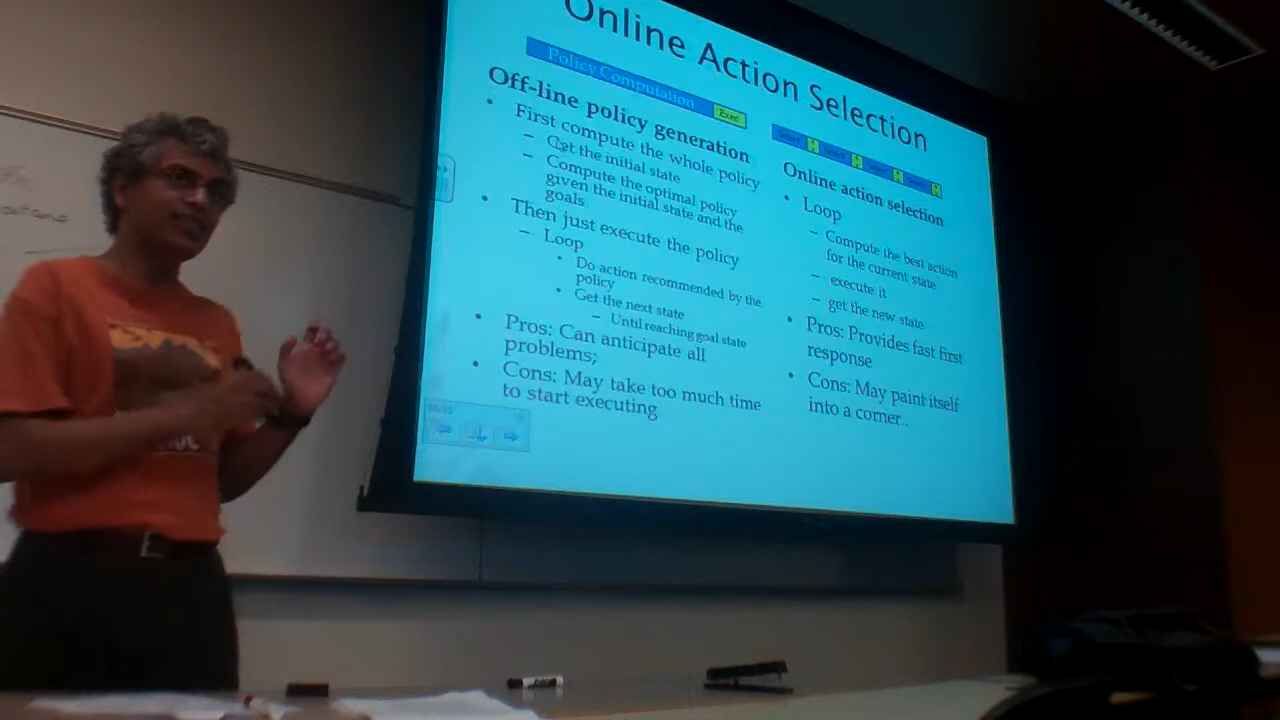 Online Action Selection
Policy Computation
Exec
Off-line policy generation
• First compute the whole policy
– Get the initial state
– Compute the optimal policy
given the initial state and the
goals
• Then just execute the policy
– Loop
• Do action recommended by the
policy
• Get the next state
– Until reaching goal state
• Pros: Can anticipate all
problems;
• Cons: May take too much time
to start executing
Select Select Select Select
Online action selection
• Loop
– Compute the best action
for the current state
– execute it
– get the new state
• Pros: Provides fast first
response
• Cons: May paint itself
into a corner..